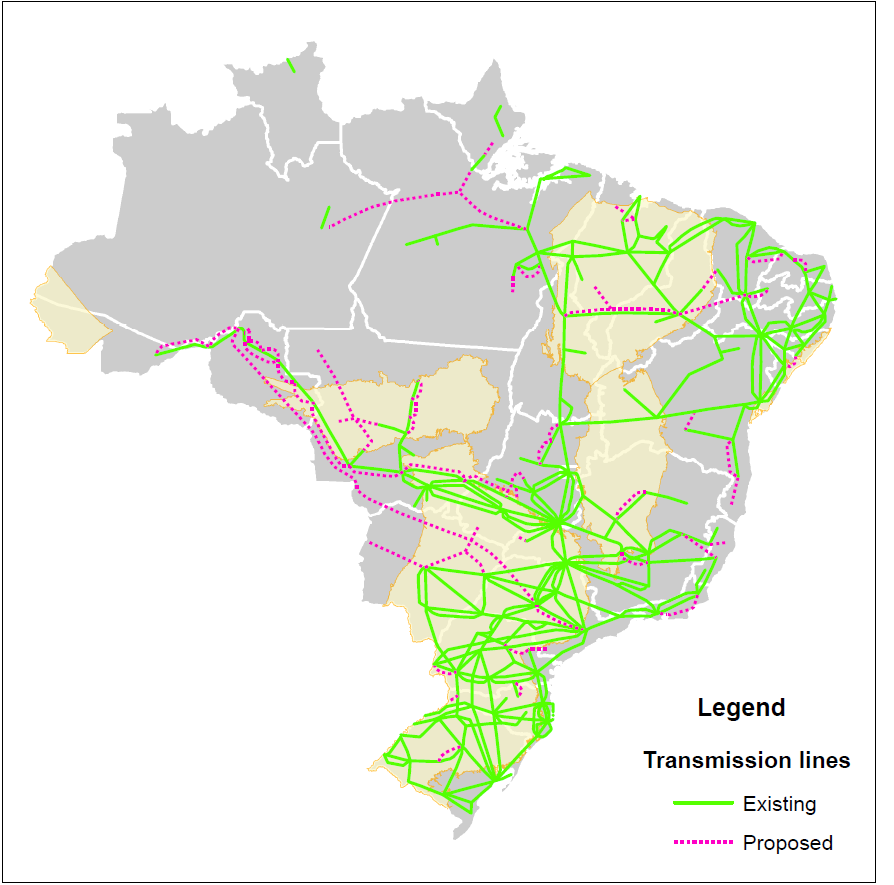 Legend
Transmission lines
Existing
Proposed